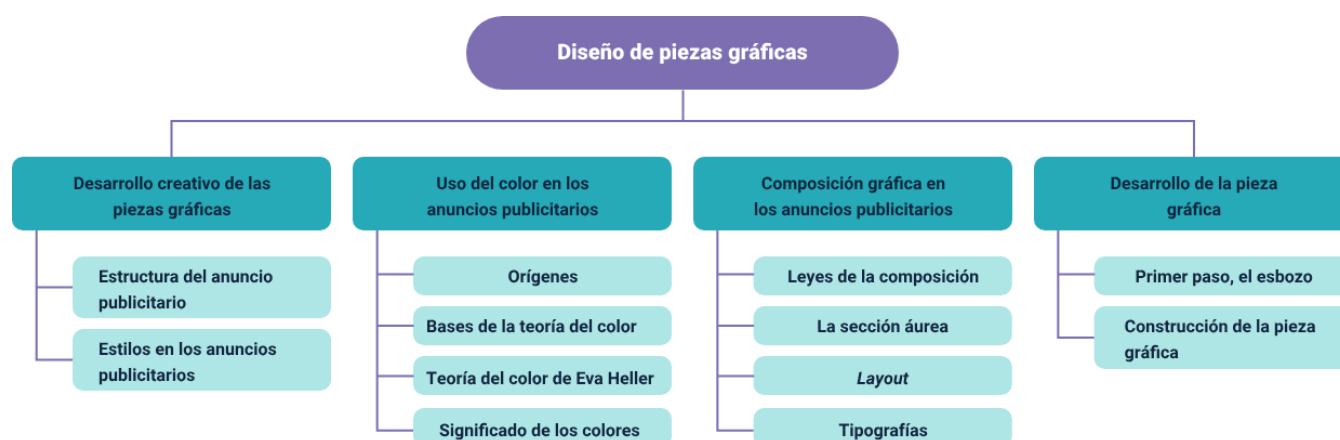 Diseño de piezas gráficas
Desarrollo creativo de las
piezas gráficas
Estructura del anuncio
publicitario
Estilos en los anuncios
publicitarios
Uso del color en los
anuncios publicitarios
Orígenes
Bases de la teoría del color
Teoría del color de Eva Heller
Significado de los colores
Composición gráfica en
los anuncios publicitarios
Leyes de la composición
La sección áurea
Layout
Tipografías
Desarrollo de la pieza
gráfica
Primer paso, el esbozo
Construcción de la pieza
gráfica